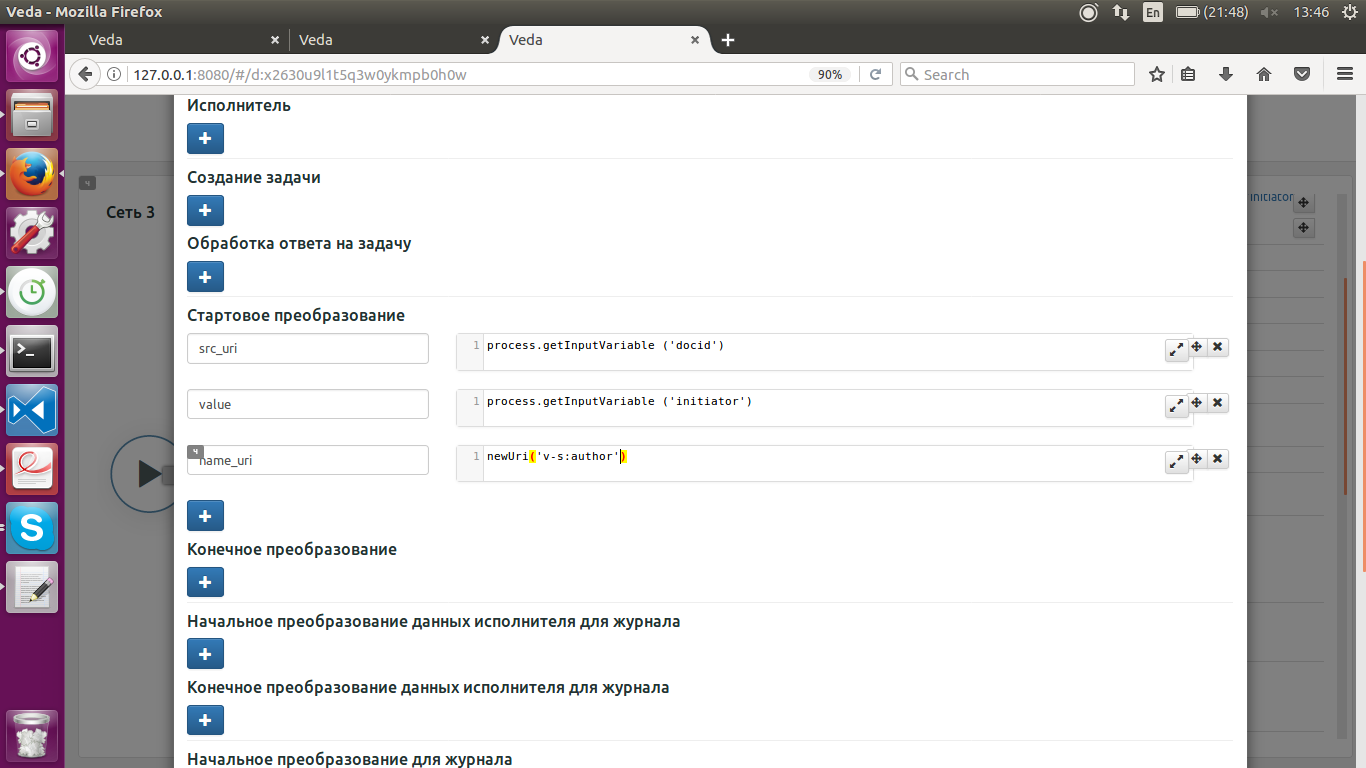 Veda - Mozilla Firefox
En
(21:48)
13:46
Veda
Veda
Veda
127.0.0.1:8080/#/d:x2630u9l1t5q3w0ykmpb0h0w
90%
Search
Исполнитель
Создание задачи
ч
initiator
Сеть 3
Обработка ответа на задачу
Стартовое преобразование
src_uri
1 process.getInputVariable ('docid')
value
1 process.getInputVariable ('initiator')
ч
name_uri
1 newUri('v-s:author')
Конечное преобразование
Начальное преобразование данных исполнителя для журнала
Конечное преобразование данных исполнителя для журнала
Начальное преобразование для журнала